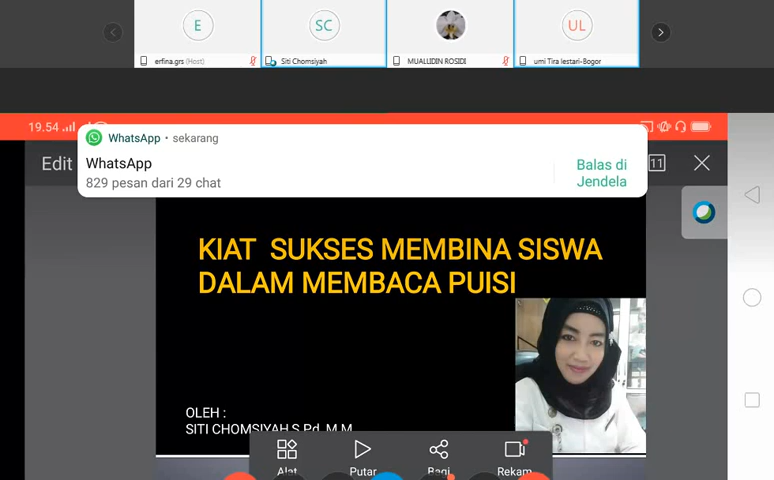 E
SC
UL
erfina.grs (Host)
Siti Chomsiyah
MUALLIDIN ROSIDI
umi Tira lestari-Bogor
19.54
WhatsApp • sekarang
WhatsApp
829 pesan dari 29 chat
Balas di
Jendela
Edit
11
KIAT SUKSES MEMBINA SISWA
DALAM MEMBACA PUISI
OLEH :
SITI CHOMSIYAH,S.Pd. M.M
Alat
Putar
Bagi
Rekam